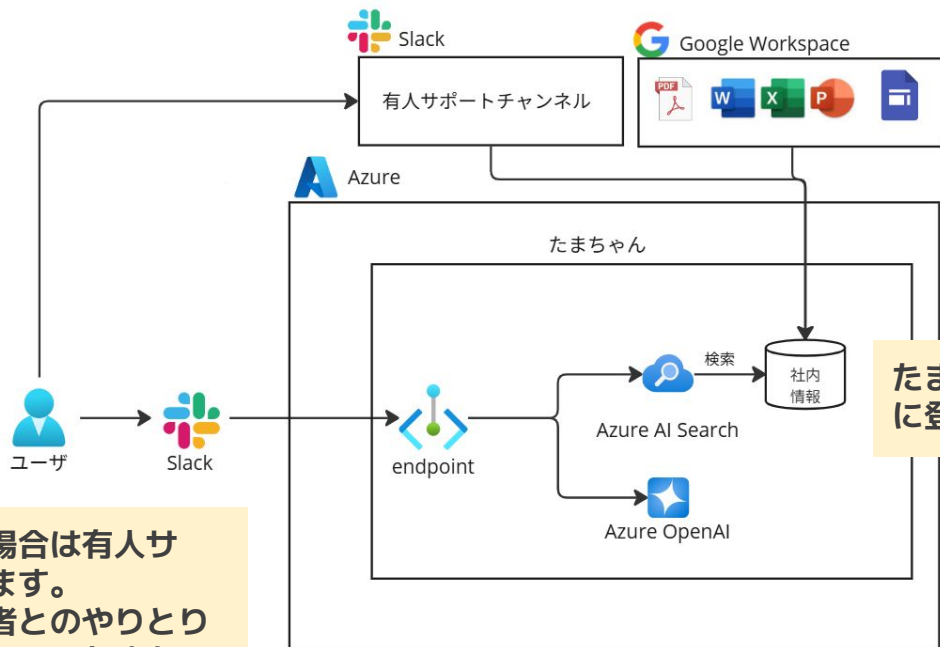 Slack
Google Workspace
有人サポートチャンネル
PDF
W
X
P
Azure
たまちゃん
検索
社内
情報
たま
に登
Azure AI Search
ユーザ
Slack
endpoint
Azure OpenAI
場合は有人サ
ます。
者とのやりとり